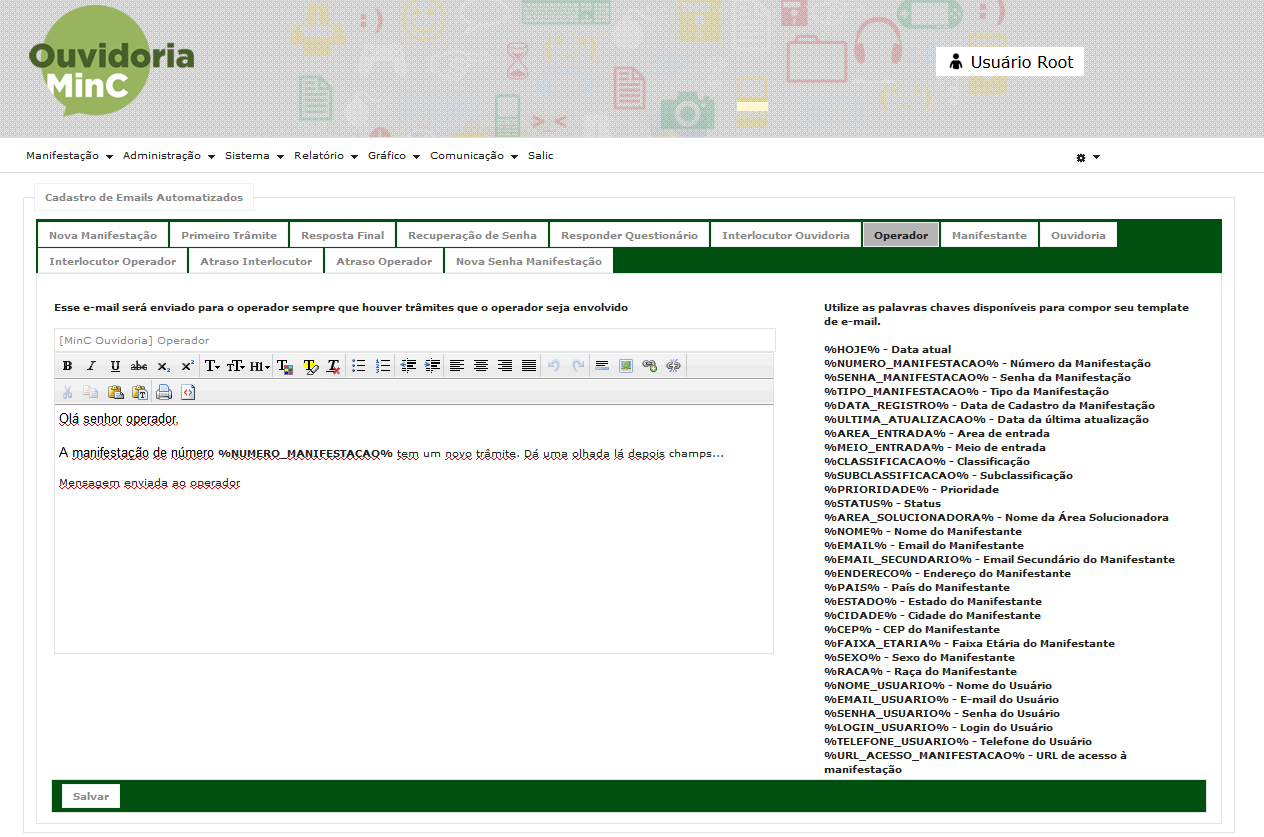 Ouvidoria
MinC
Usuário Root
Manifestação Administração Sistema Relatório Gráfico Comunicação Salic
Cadastro de Emails Automatizados
Nova Manifestação Primeiro Trâmite Resposta Final Recuperação de Senha Responder Questionário Interlocutor Ouvidoria Operador Manifestante Ouvidoria
Interlocutor Operador Atraso Interlocutor Atraso Operador Nova Senha Manifestação
Esse e-mail será enviado para o operador sempre que houver trâmites que o operador seja envolvido
[MinC Ouvidoria] Operador
B I U abc x₂ x² T tT H1 T T T
Olá senhor operador,
A manifestação de número %NUMERO_MANIFESTACAO% tem um novo trâmite. Dá uma olhada lá depois champs...
Mensagem enviada ao operador
Utilize as palavras chaves disponíveis para compor seu template
de e-mail.
%HOJE% - Data atual
%NUMERO_MANIFESTACAO% - Número da Manifestação
%SENHA_MANIFESTACAO% - Senha da Manifestação
%TIPO_MANIFESTACAO% - Tipo da Manifestação
%DATA_REGISTRO% - Data de Cadastro da Manifestação
%ULTIMA_ATUALIZACAO% - Data da última atualização
%AREA_ENTRADA% - Area de entrada
%MEIO_ENTRADA% - Meio de entrada
%CLASSIFICACAO% - Classificação
%SUBCLASSIFICACAO% - Subclassificação
%PRIORIDADE% - Prioridade
%STATUS% - Status
%AREA_SOLUCIONADORA% - Nome da Área Solucionadora
%NOME% - Nome do Manifestante
%EMAIL% - Email do Manifestante
%EMAIL_SECUNDARIO% - Email Secundário do Manifestante
%ENDERECO% - Endereço do Manifestante
%PAIS% - País do Manifestante
%ESTADO% - Estado do Manifestante
%CIDADE% - Cidade do Manifestante
%CEP% - CEP do Manifestante
%FAIXA_ETARIA% - Faixa Etária do Manifestante
%SEXO% - Sexo do Manifestante
%RACA% - Raça do Manifestante
%NOME_USUARIO% - Nome do Usuário
%EMAIL_USUARIO% - E-mail do Usuário
%SENHA_USUARIO% - Senha do Usuário
%LOGIN_USUARIO% - Login do Usuário
%TELEFONE_USUARIO% - Telefone do Usuário
%URL_ACESSO_MANIFESTACAO% - URL de acesso à
manifestação
Salvar